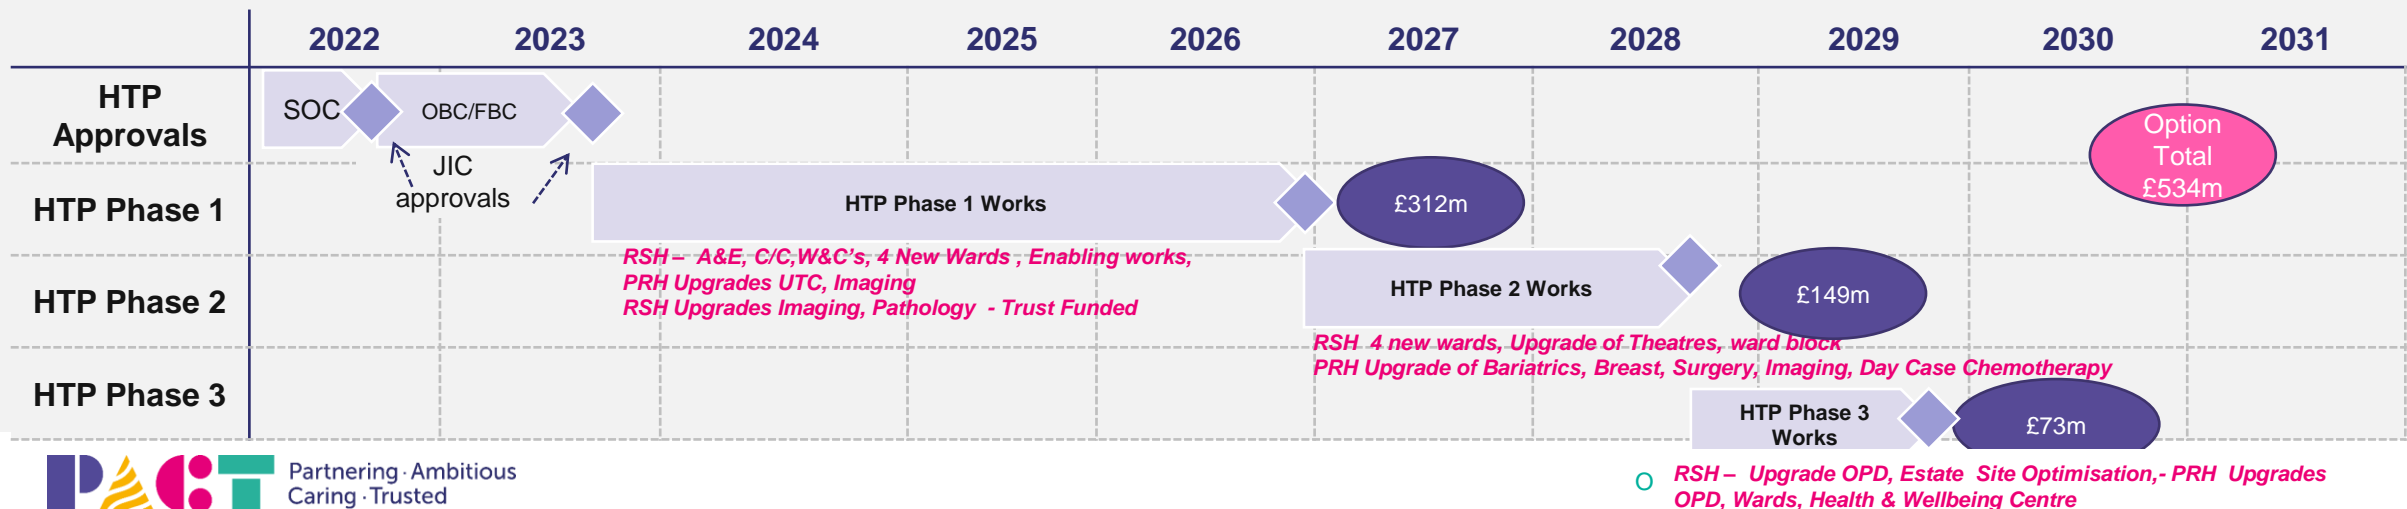 2022 2023 2024 2025 2026 2027 2028 2029 2030 2031
HTP
Approvals
SOC
OBC/FBC
JIC
approvals
Option
Total
£534m
HTP Phase 1
HTP Phase 1 Works
£312m
RSH – A&E, C/C,W&C's, 4 New Wards , Enabling works,
PRH Upgrades UTC, Imaging
RSH Upgrades Imaging, Pathology - Trust Funded
HTP Phase 2
HTP Phase 2 Works
£149m
RSH 4 new wards, Upgrade of Theatres, ward block
PRH Upgrade of Bariatrics, Breast, Surgery, Imaging, Day Case Chemotherapy
HTP Phase 3
HTP Phase 3
Works
£73m
PACT
Partnering · Ambitious
Caring · Trusted
O RSH – Upgrade OPD, Estate Site Optimisation,- PRH Upgrades
OPD, Wards, Health & Wellbeing Centre